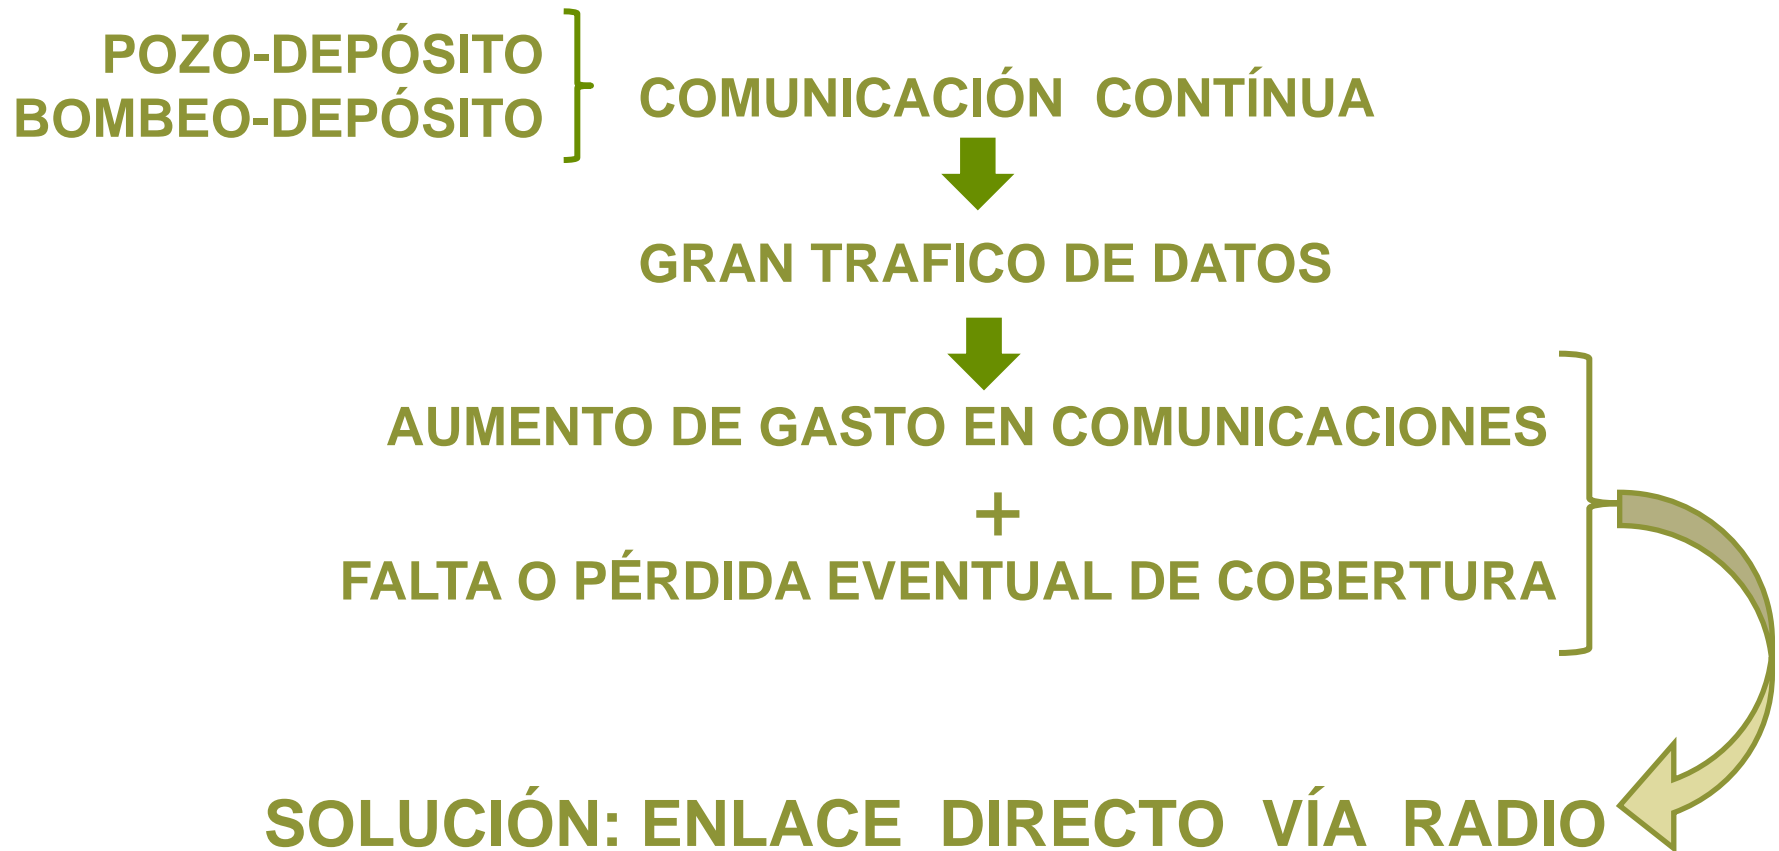 POZO-DEPÓSITO
BOMBEO-DEPÓSITO
COMUNICACIÓN CONTÍNUA
GRAN TRAFICO DE DATOS
AUMENTO DE GASTO EN COMUNICACIONES
+
FALTA O PÉRDIDA EVENTUAL DE COBERTURA
SOLUCIÓN: ENLACE DIRECTO VÍA RADIO